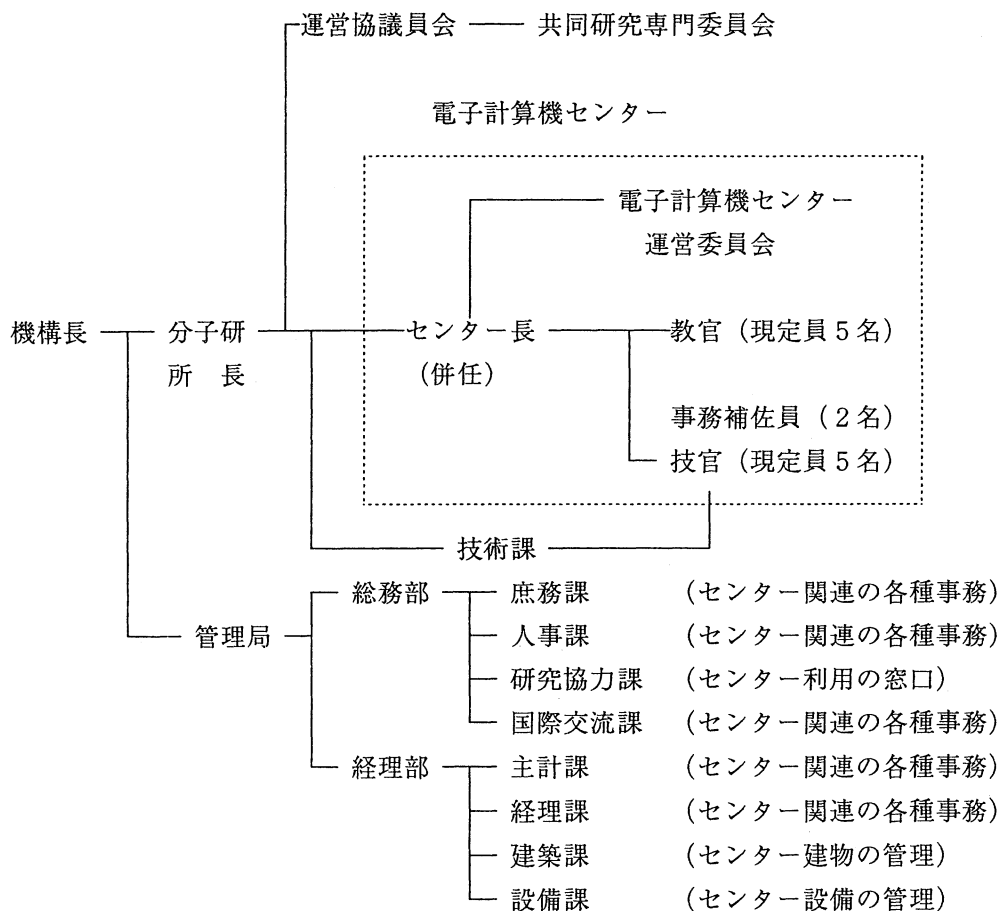 運営協議員会 共同研究専門委員会
電子計算機センター
電子計算機センター
運営委員会
機構長 分子研 センター長 教官（現定員５名）
所　長 （併任）
事務補佐員（２名）
技官（現定員５名）
技術課
総務部 庶務課 （センター関連の各種事務）
管理局 人事課 （センター関連の各種事務）
研究協力課 （センター利用の窓口）
国際交流課 （センター関連の各種事務）
経理部 主計課 （センター関連の各種事務）
経理課 （センター関連の各種事務）
建築課 （センター建物の管理）
設備課 （センター設備の管理）